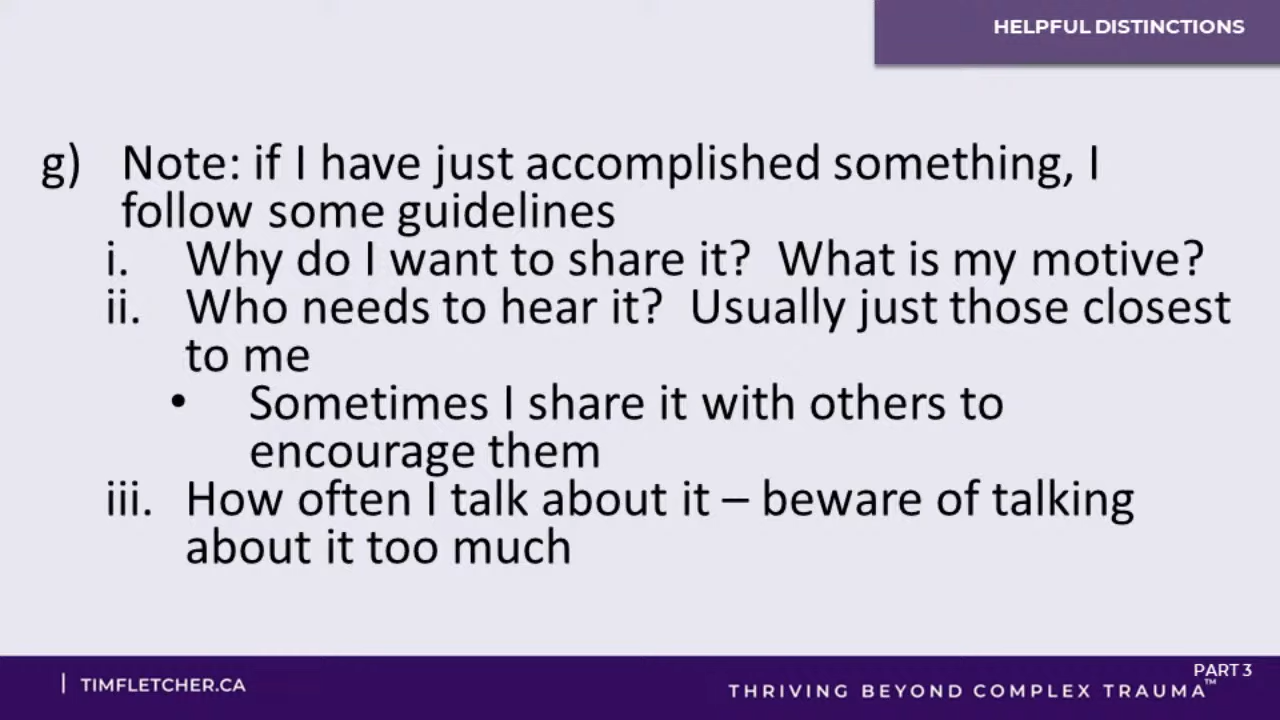 HELPFUL DISTINCTIONS
g) Note: if I have just accomplished something, I
follow some guidelines
i. Why do I want to share it? What is my motive?
ii. Who needs to hear it? Usually just those closest
to me
• Sometimes I share it with others to
encourage them
iii. How often I talk about it – beware of talking
about it too much
| TIMFLETCHER.CA
PART 3
THRIVING BEYOND COMPLEX TRAUMA™